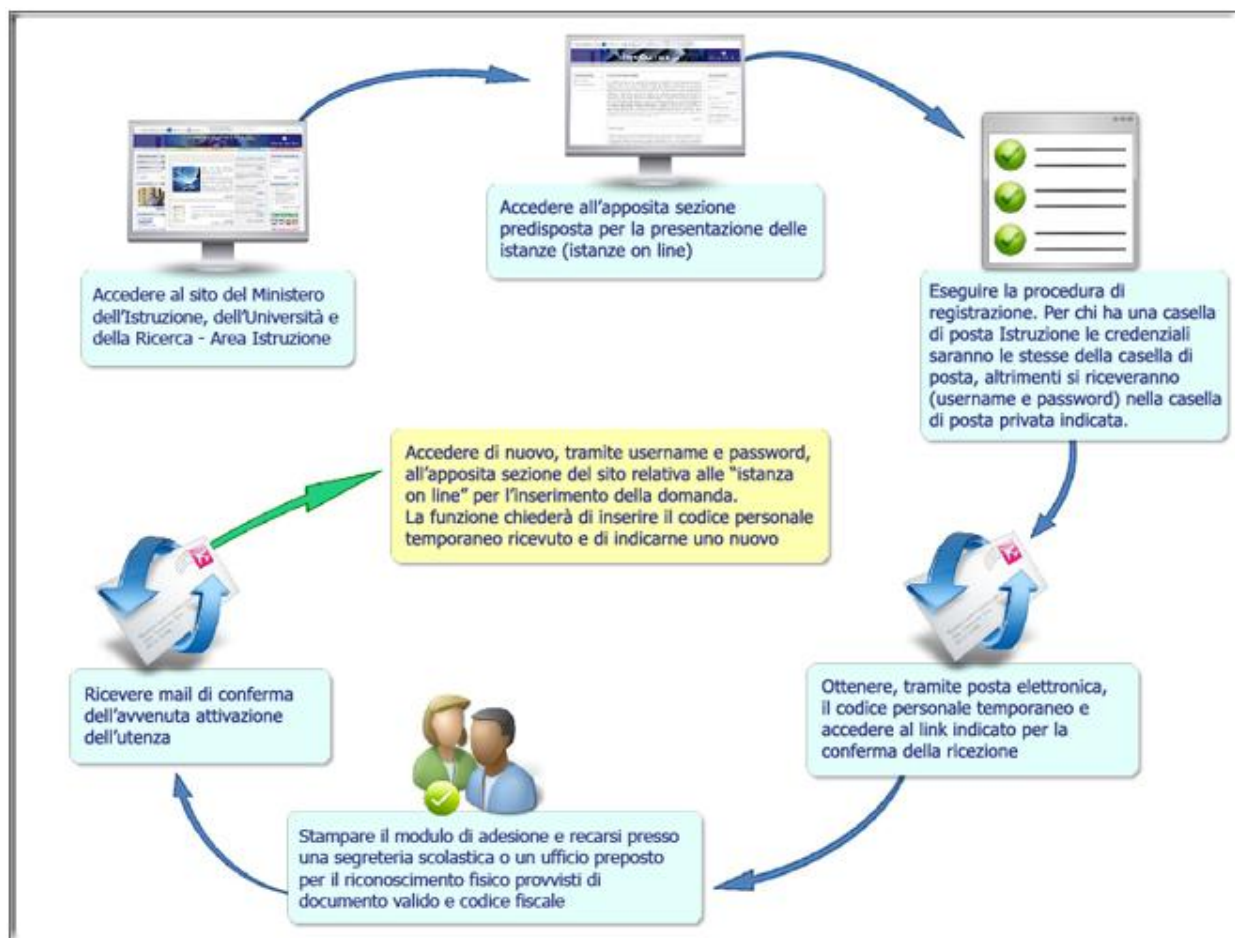 Accedere al sito del Ministero
dell'Istruzione, dell'Università e
della Ricerca - Area Istruzione
Accedere all'apposita sezione
predisposta per la presentazione delle
istanze (istanze on line)
Eseguire la procedura di
registrazione. Per chi ha una casella
di posta Istruzione le credenziali
saranno le stesse della casella di
posta, altrimenti si riceveranno
(username e password) nella casella
di posta privata indicata.
Ottenere, tramite posta elettronica,
il codice personale temporaneo e
accedere al link indicato per la
conferma della ricezione
Stampare il modulo di adesione e recarsi presso
una segreteria scolastica o un ufficio preposto
per il riconoscimento fisico provvisti di
documento valido e codice fiscale
Ricevere mail di conferma
dell'avvenuta attivazione
dell'utenza
Accedere di nuovo, tramite username e password,
all'apposita sezione del sito relativa alle "istanza
on line" per l'inserimento della domanda.
La funzione chiederà di inserire il codice personale
temporaneo ricevuto e di indicarne uno nuovo